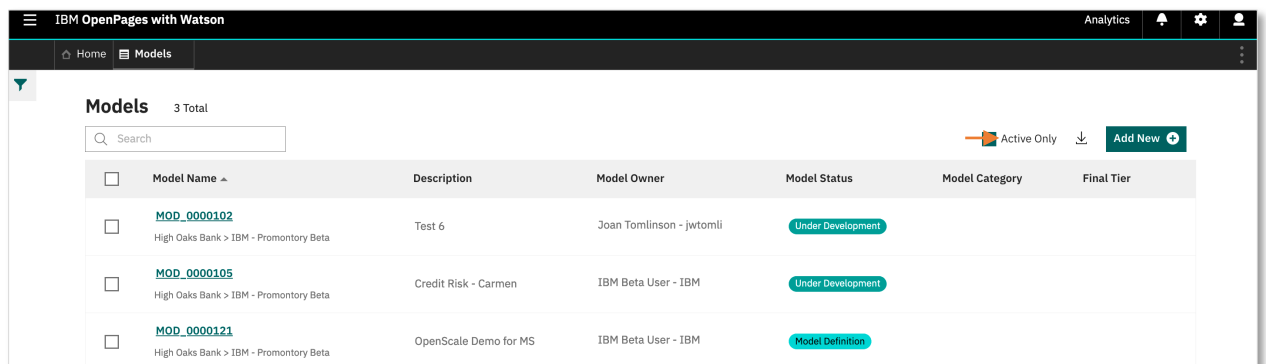 IBM OpenPages with Watson Analytics
Home Models
Models 3 Total
Search Active Only Add New
Model Name Description Model Owner Model Status Model Category Final Tier
MOD_0000102
High Oaks Bank > IBM - Promontory Beta Test 6 Joan Tomlinson - jwtomli Under Development
MOD_0000105
High Oaks Bank > IBM - Promontory Beta Credit Risk - Carmen IBM Beta User - IBM Under Development
MOD_0000121
High Oaks Bank > IBM - Promontory Beta OpenScale Demo for MS IBM Beta User - IBM Model Definition